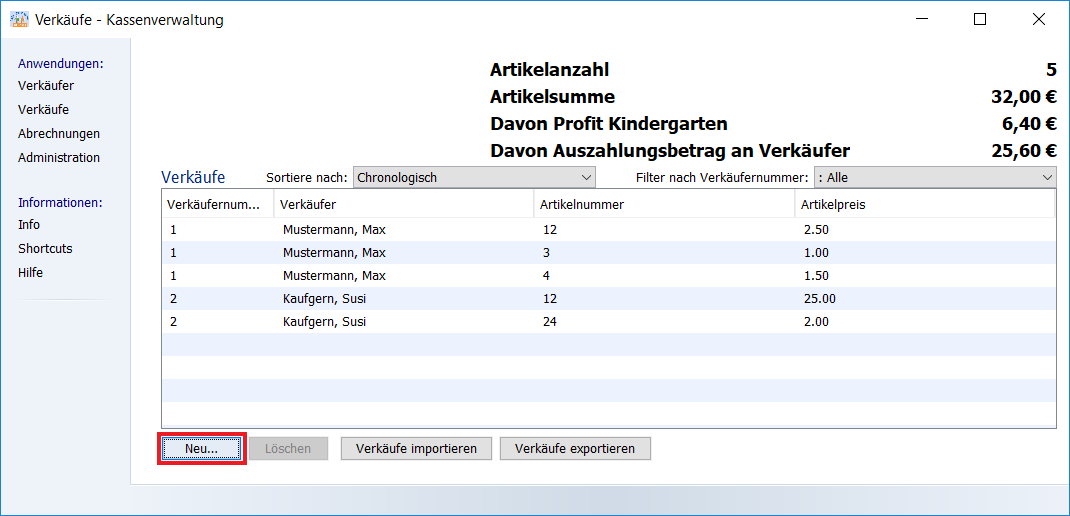 Verkäufe - Kassenverwaltung
Anwendungen:
Verkäufer
Verkäufe
Abrechnungen
Administration
Informationen:
Info
Shortcuts
Hilfe
Artikelanzahl 5
Artikelsumme 32,00 €
Davon Profit Kindergarten 6,40 €
Davon Auszahlungsbetrag an Verkäufer 25,60 €
Verkäufe Sortiere nach: Chronologisch Filter nach Verkäufernummer: : Alle
Verkäufernum... Verkäufer Artikelnummer Artikelpreis
1 Mustermann, Max 12 2.50
1 Mustermann, Max 3 1.00
1 Mustermann, Max 4 1.50
2 Kaufgern, Susi 12 25.00
2 Kaufgern, Susi 24 2.00
Neu... Löschen Verkäufe importieren Verkäufe exportieren